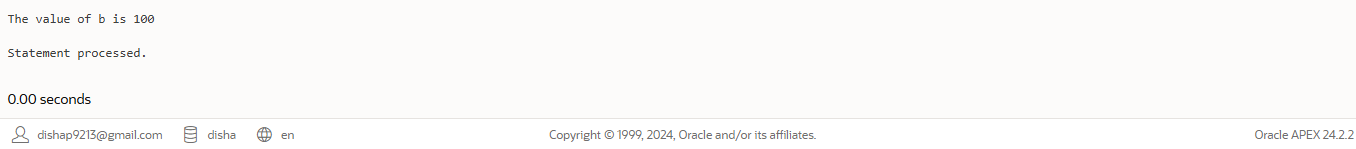 The value of b is 100
Statement processed.
0.00 seconds
dishap9213@gmail.com disha en Copyright © 1999, 2024, Oracle and/or its affiliates. Oracle APEX 24.2.2